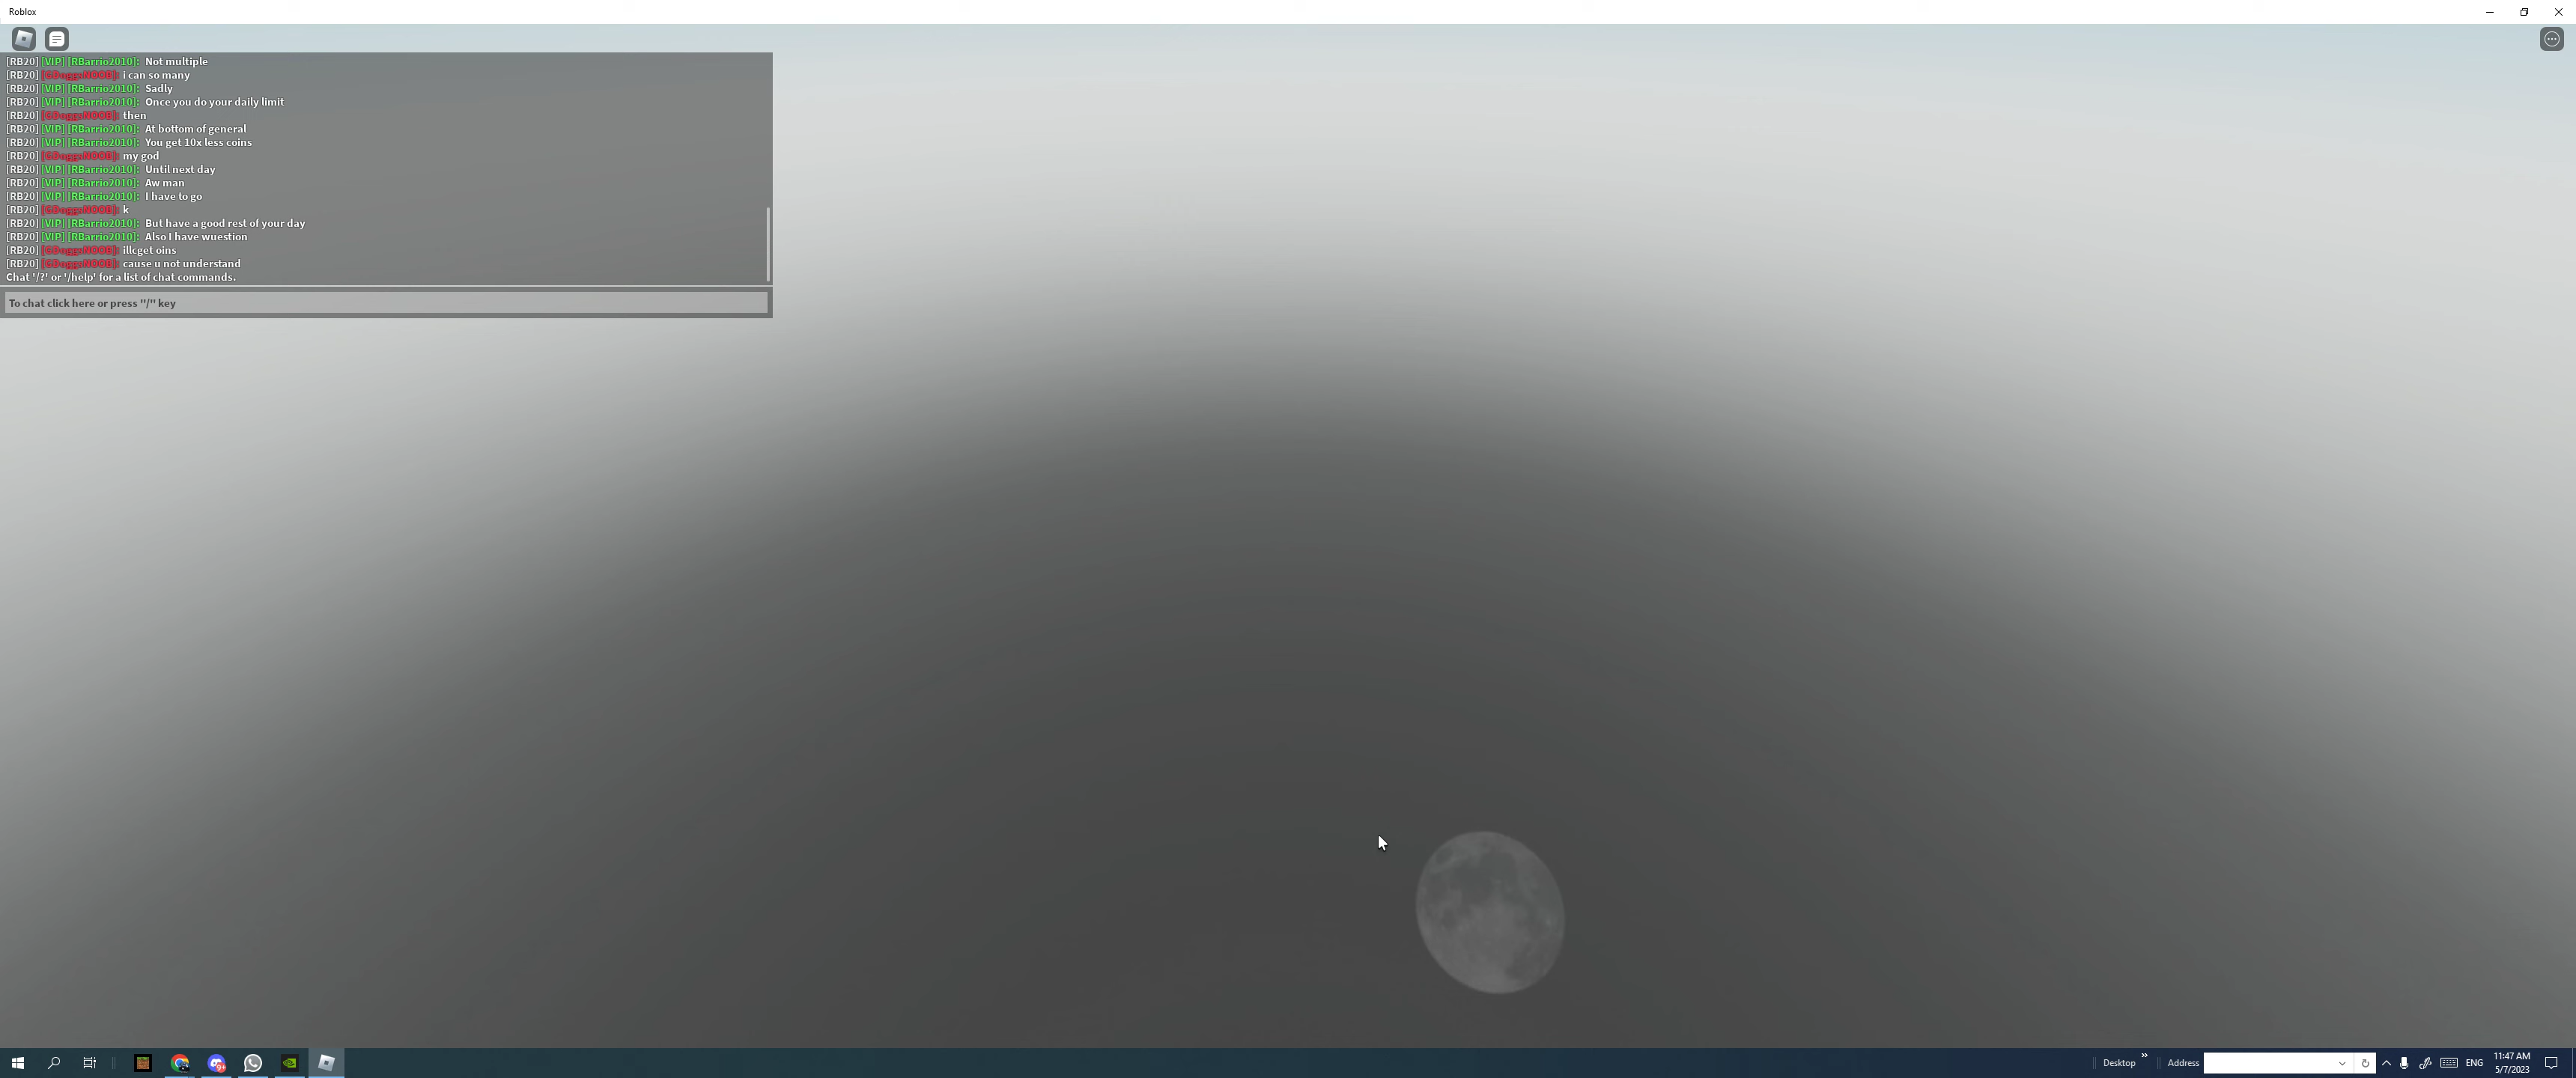 Roblox
[RB20] [VIP] [RBarrio2010]: Not multiple
[RB20] i can so many
[RB20] [VIP] [RBarrio2010]: Sadly
[RB20] [VIP] [RBarrio2010]: Once you do your daily limit
[RB20] then
[RB20] [VIP] [RBarrio2010]: At bottom of general
[RB20] [VIP] [RBarrio2010]: You get 10x less coins
[RB20] my god
[RB20] [VIP] [RBarrio2010]: Until next day
[RB20] [VIP] [RBarrio2010]: Aw man
[RB20] [VIP] [RBarrio2010]: I have to go
[RB20] k
[RB20] [VIP] [RBarrio2010]: But have a good rest of your day
[RB20] [VIP] [RBarrio2010]: Also I have wuestion
[RB20] illcget oins
[RB20] cause u not understand
Chat '/?' or '/help' for a list of chat commands.
To chat click here or press "/" key
9+
Desktop
Address
ENG
11:47 AM
5/7/2023